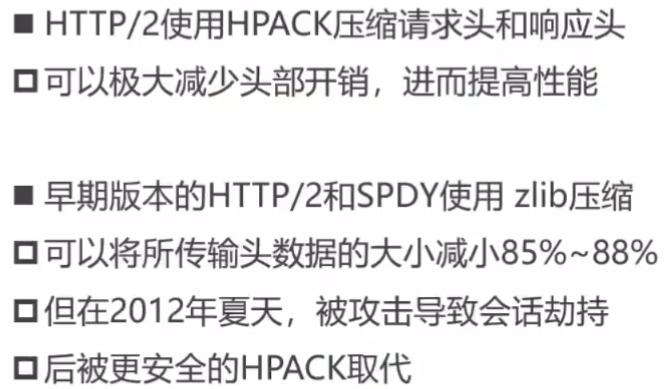 ■ HTTP/2使用HPACK压缩请求头和响应头
□ 可以极大减少头部开销，进而提高性能
■ 早期版本的HTTP/2和SPDY使用 zlib压缩
□ 可以将所传输头数据的大小减小85%~88%
□ 但在2012年夏天，被攻击导致会话劫持
□ 后被更安全的HPACK取代